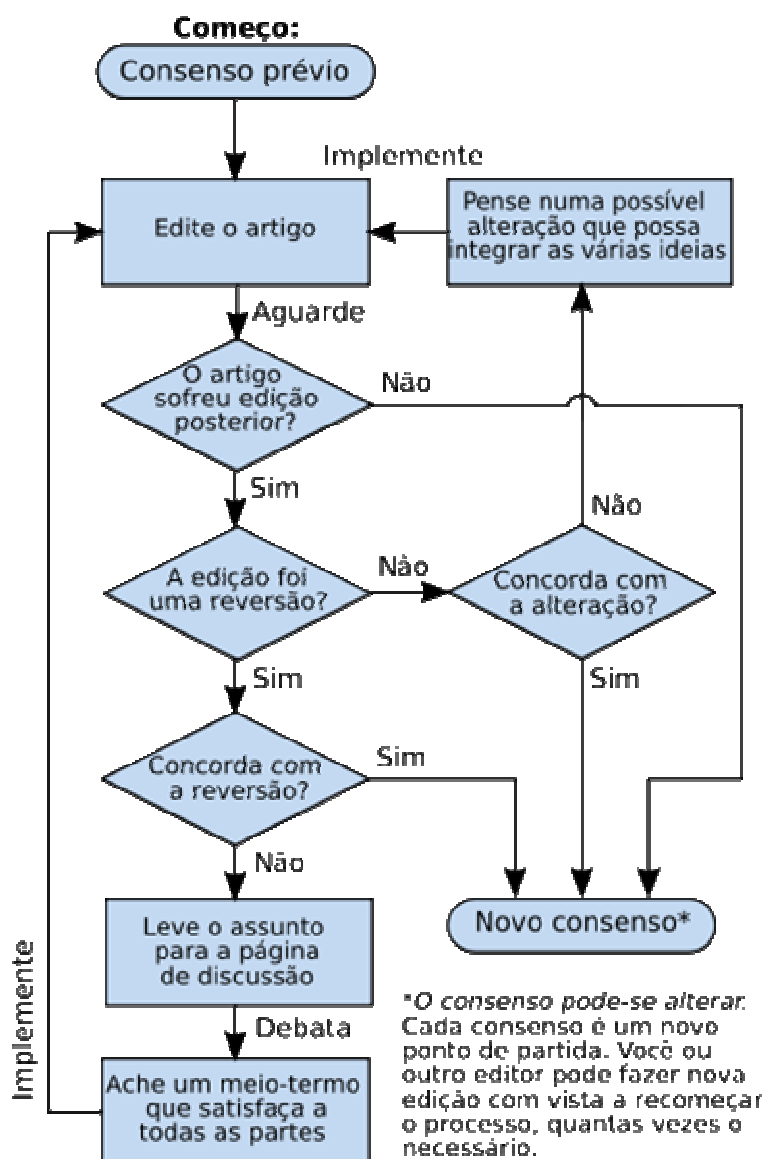 Começo:
Consenso prévio
Implemente
Edite o artigo
Pense numa possível
alteração que possa
integrar as várias ideias
Aguarde
O artigo
sofreu edição
posterior?
Não
Sim
A edição foi
uma reversão?
Não
Concorda com
a alteração?
Não
Sim
Sim
Concorda com
a reversão?
Sim
Não
Leve o assunto
para a página
de discussão
Novo consenso*
Debata
Implemente
Ache um meio-termo
que satisfaça a
todas as partes
*O consenso pode-se alterar.
Cada consenso é um novo
ponto de partida. Você ou
outro editor pode fazer nova
edição com vista a recomeçar
o processo, quantas vezes o
necessário.